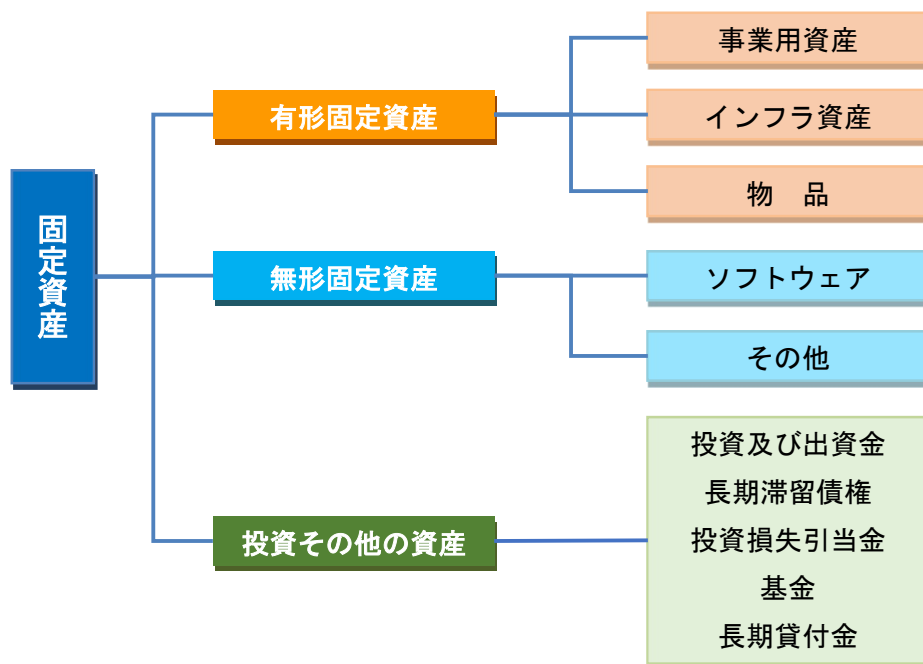 固定資産
有形固定資産
事業用資産
インフラ資産
物　品
無形固定資産
ソフトウェア
その他
投資その他の資産
投資及び出資金
長期滞留債権
投資損失引当金
基金
長期貸付金